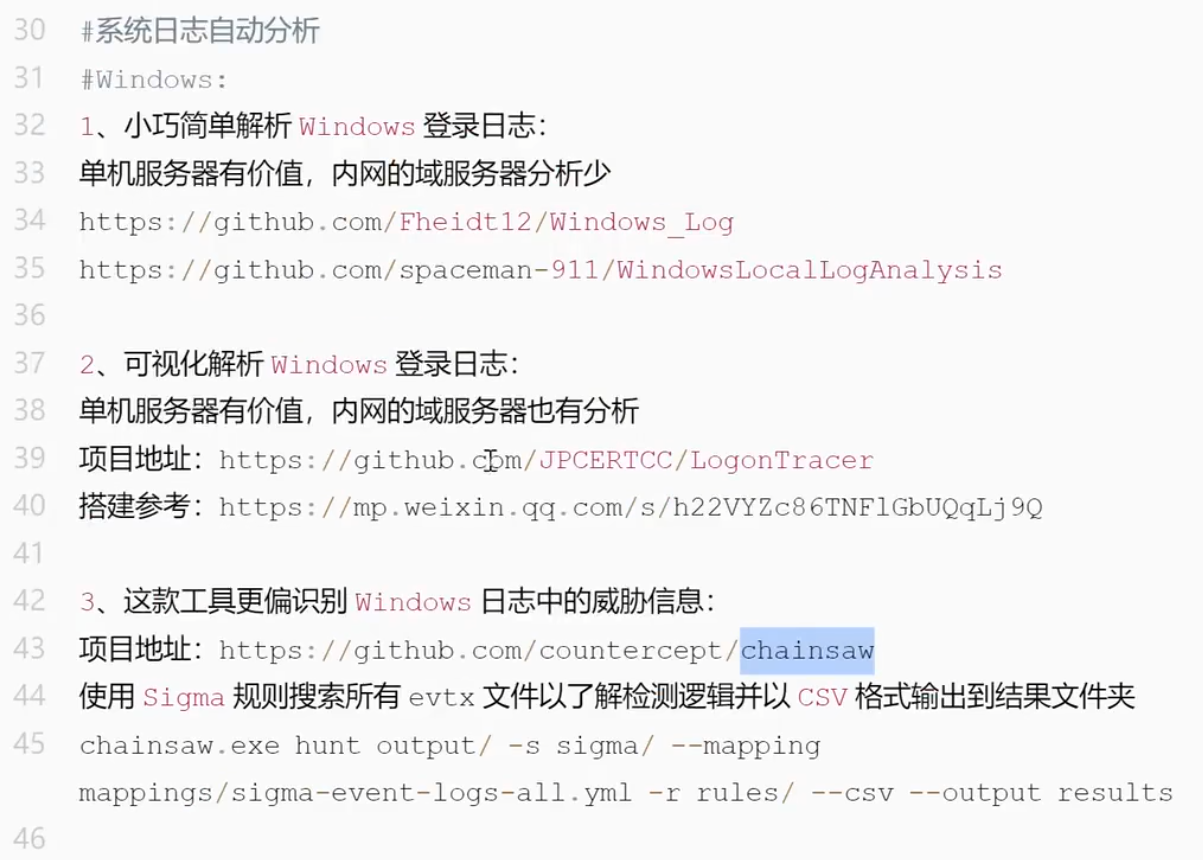 30 #系统日志自动分析
31 #Windows:
32 1、小巧简单解析 Windows 登录日志：
33 单机服务器有价值，内网的域服务器分析少
34 https://github.com/Fheidt12/Windows_Log
35 https://github.com/spaceman-911/WindowsLocalLogAnalysis
36
37 2、可视化解析 Windows 登录日志：
38 单机服务器有价值，内网的域服务器也有分析
39 项目地址：https://github.com/JPCERTCC/LogonTracer
40 搭建参考：https://mp.weixin.qq.com/s/h22VYZc86TNFlGbUQqLj9Q
41
42 3、这款工具更偏识别 Windows 日志中的威胁信息：
43 项目地址：https://github.com/countercept/chainsaw
44 使用 Sigma 规则搜索所有 evtx 文件以了解检测逻辑并以 CSV 格式输出到结果文件夹
45 chainsaw.exe hunt output/ -s sigma/ --mapping
mappings/sigma-event-logs-all.yml -r rules/ --csv --output results
46